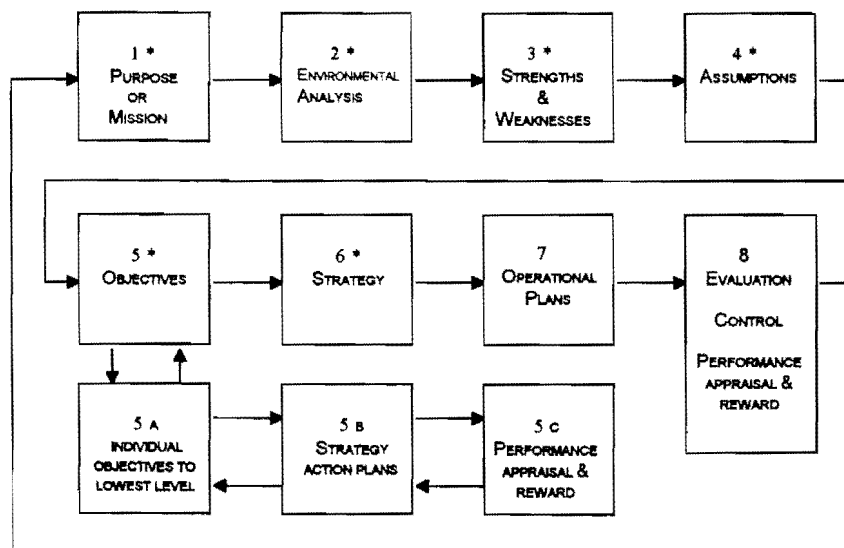 1 *
PURPOSE
OR
MISSION
2 *
ENVIRONMENTAL
ANALYSIS
3 *
STRENGTHS
&
WEAKNESSES
4 *
ASSUMPTIONS
5 *
OBJECTIVES
6 *
STRATEGY
7
OPERATIONAL
PLANS
8
EVALUATION
CONTROL
PERFORMANCE
APPRAISAL &
REWARD
5 A
INDIVIDUAL
OBJECTIVES TO
LOWEST LEVEL
5 B
STRATEGY
ACTION PLANS
5 C
PERFORMANCE
APPRAISAL &
REWARD